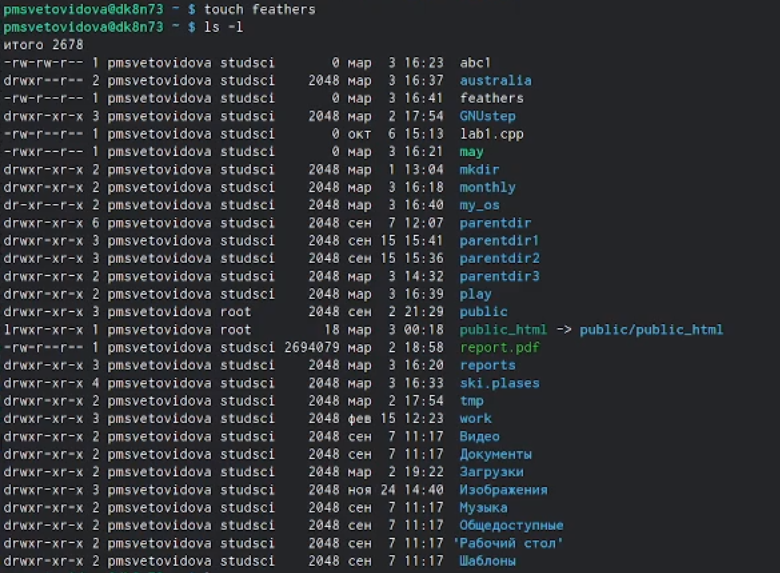 pmsvetovidova@dk8n73 ~ $ touch feathers
pmsvetovidova@dk8n73 ~ $ ls -l
итого 2678
-rw-rw-r-- 1 pmsvetovidova studsci 0 мар 3 16:23 abc1
drwxr--r-- 2 pmsvetovidova studsci 2048 мар 3 16:37 australia
-rw-r--r-- 1 pmsvetovidova studsci 0 мар 3 16:41 feathers
drwxr-xr-x 3 pmsvetovidova studsci 2048 мар 2 17:54 GNUstep
-rw-r--r-- 1 pmsvetovidova studsci 0 окт 6 15:13 lab1.cpp
-rwxr--r-- 1 pmsvetovidova studsci 0 мар 3 16:21 may
drwxr-xr-x 2 pmsvetovidova studsci 2048 мар 1 13:04 mkdir
drwxr-xr-x 2 pmsvetovidova studsci 2048 мар 3 16:18 monthly
dr-xr--r-- 2 pmsvetovidova studsci 2048 мар 3 16:40 my_os
drwxr-xr-x 6 pmsvetovidova studsci 2048 сен 7 12:07 parentdir
drwxr-xr-x 3 pmsvetovidova studsci 2048 сен 15 15:41 parentdir1
drwxr-xr-x 3 pmsvetovidova studsci 2048 сен 15 15:36 parentdir2
drwxr-xr-x 3 pmsvetovidova studsci 2048 мар 3 14:32 parentdir3
drwxr-xr-x 2 pmsvetovidova studsci 2048 мар 3 16:39 play
drwxr-xr-x 3 pmsvetovidova root 2048 сен 2 21:29 public
lrwxr-xr-x 1 pmsvetovidova root 18 мар 3 00:18 public_html -> public/public_html
-rw-r--r-- 1 pmsvetovidova studsci 2694079 мар 2 18:58 report.pdf
drwxr-xr-x 3 pmsvetovidova studsci 2048 мар 3 16:20 reports
drwxr-xr-x 4 pmsvetovidova studsci 2048 мар 3 16:33 ski.plases
drwxr-xr-x 2 pmsvetovidova studsci 2048 мар 2 17:54 tmp
drwxr-xr-x 3 pmsvetovidova studsci 2048 фев 15 12:23 work
drwxr-xr-x 2 pmsvetovidova studsci 2048 сен 7 11:17 Видео
drwxr-xr-x 2 pmsvetovidova studsci 2048 сен 7 11:17 Документы
drwxr-xr-x 2 pmsvetovidova studsci 2048 мар 2 19:22 Загрузки
drwxr-xr-x 3 pmsvetovidova studsci 2048 ноя 24 14:40 Изображения
drwxr-xr-x 2 pmsvetovidova studsci 2048 сен 7 11:17 Музыка
drwxr-xr-x 2 pmsvetovidova studsci 2048 сен 7 11:17 Общедоступные
drwxr-xr-x 2 pmsvetovidova studsci 2048 сен 7 11:17 'Рабочий стол'
drwxr-xr-x 2 pmsvetovidova studsci 2048 сен 7 11:17 Шаблоны